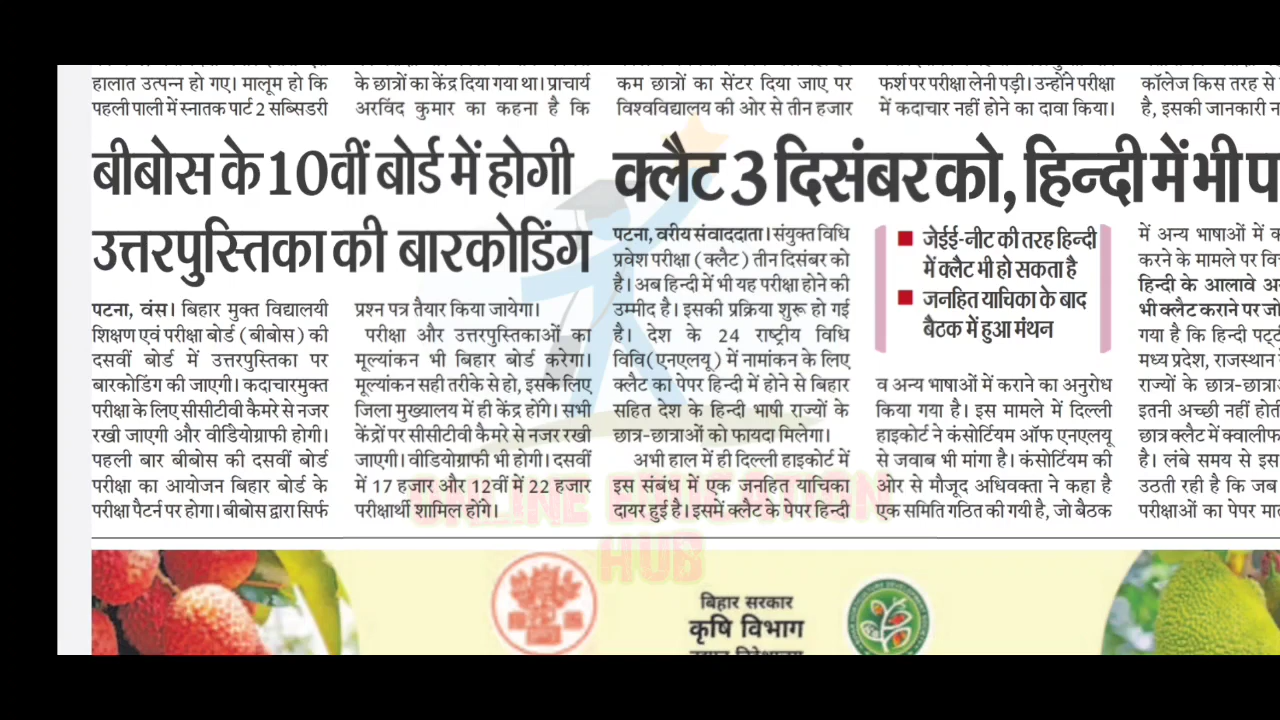 हालात उत्पन्न हो गए। मालूम हो कि
पहली पाली में स्नातक पार्ट 2 सब्सिडरी
के छात्रों का केंद्र दिया गया था। प्राचार्य
अरविंद कुमार का कहना है कि
कम छात्रों का सेंटर दिया जाए पर
विश्वविद्यालय की ओर से तीन हजार
फर्श पर परीक्षा लेनी पड़ी। उन्होंने परीक्षा
में कदाचार नहीं होने का दावा किया।
कॉलेज किस तरह से
है, इसकी जानकारी न
बीबोस के 10वीं बोर्ड में होगी
उत्तरपुस्तिका की बारकोडिंग
पटना, वंस। बिहार मुक्त विद्यालयी
शिक्षण एवं परीक्षा बोर्ड (बीबोस) की
दसवीं बोर्ड में उत्तरपुस्तिका पर
बारकोडिंग की जाएगी। कदाचारमुक्त
परीक्षा के लिए सीसीटीवी कैमरे से नजर
रखी जाएगी और वीडियोग्राफी होगी।
पहली बार बीबोस की दसवीं बोर्ड
परीक्षा का आयोजन बिहार बोर्ड के
परीक्षा पैटर्न पर होगा। बीबोस द्वारा सिर्फ
प्रश्न पत्र तैयार किया जायेगा।
परीक्षा और उत्तरपुस्तिकाओं का
मूल्यांकन भी बिहार बोर्ड करेगा।
मूल्यांकन सही तरीके से हो, इसके लिए
जिला मुख्यालय में ही केंद्र होंगे। सभी
केंद्रों पर सीसीटीवी कैमरे से नजर रखी
जाएगी। वीडियोग्राफी भी होगी। दसवीं
में 17 हजार और 12वीं में 22 हजार
परीक्षार्थी शामिल होंगे।
क्लैट 3 दिसंबर को, हिन्दी में भी प
पटना, वरीय संवाददाता। संयुक्त विधि
प्रवेश परीक्षा (क्लैट) तीन दिसंबर को
है। अब हिन्दी में भी यह परीक्षा होने की
उम्मीद है। इसकी प्रक्रिया शुरू हो गई
है। देश के 24 राष्ट्रीय विधि
विवि(एनएलयू) में नामांकन के लिए
क्लैट का पेपर हिन्दी में होने से बिहार
सहित देश के हिन्दी भाषी राज्यों के
छात्र-छात्राओं को फायदा मिलेगा।
अभी हाल में ही दिल्ली हाइकोर्ट में
इस संबंध में एक जनहित याचिका
दायर हुई है। इसमें क्लैट के पेपर हिन्दी
जेईई-नीट की तरह हिन्दी
में क्लैट भी हो सकता है
जनहित याचिका के बाद
बैठक में हुआ मंथन
व अन्य भाषाओं में कराने का अनुरोध
किया गया है। इस मामले में दिल्ली
हाइकोर्ट ने कंसोर्टियम ऑफ एनएलयू
से जवाब भी मांगा है। कंसोर्टियम की
ओर से मौजूद अधिवक्ता ने कहा है
एक समिति गठित की गयी है, जो बैठक
में अन्य भाषाओं में क
करने के मामले पर वि
हिन्दी के आलावे अ
भी क्लैट कराने पर जो
गया है कि हिन्दी पट्ट
मध्य प्रदेश, राजस्थान
राज्यों के छात्र-छात्रा
इतनी अच्छी नहीं होर्त
छात्र क्लैट में क्वालीफ
है। लंबे समय से इस
उठती रही है कि जब
परीक्षाओं का पेपर मा
ONLINE EDUCATION
HUB
बिहार सरकार
कृषि विभाग